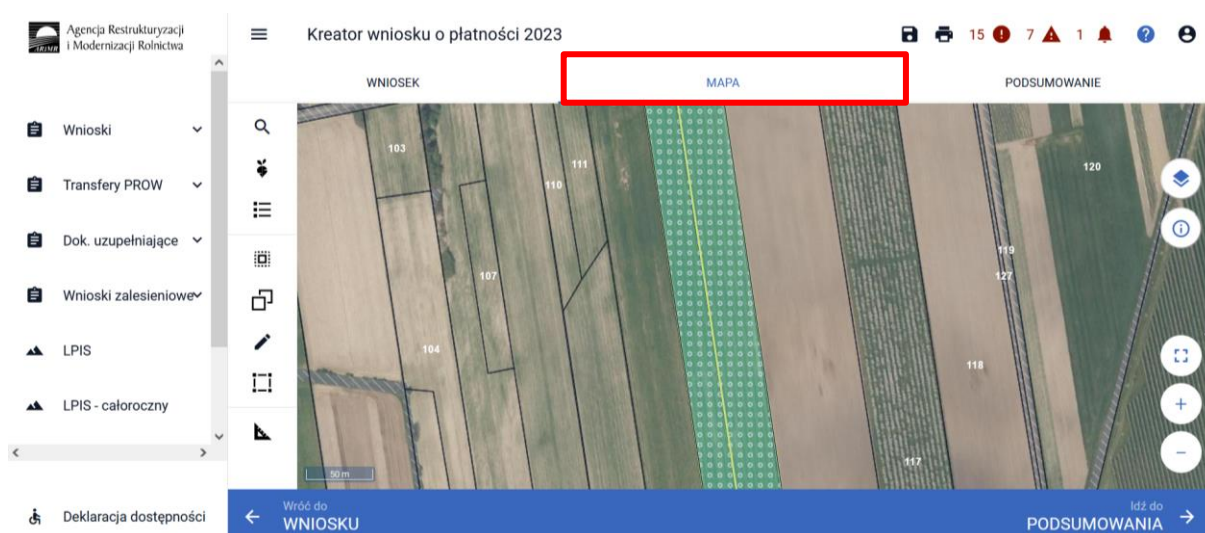 Agencja Restrukturyzacji
i Modernizacji Rolnictwa
ARiMR
Kreator wniosku o płatności 2023
15
7
1
WNIOSEK
MAPA
PODSUMOWANIE
Wnioski
Transfery PROW
Dok. uzupełniające
Wnioski zalesieniowe
LPIS
LPIS - całoroczny
Deklaracja dostępności
103
111
110
107
104
120
119
127
118
117
50 m
Wróć do
WNIOSKU
Idź do
PODSUMOWANIA